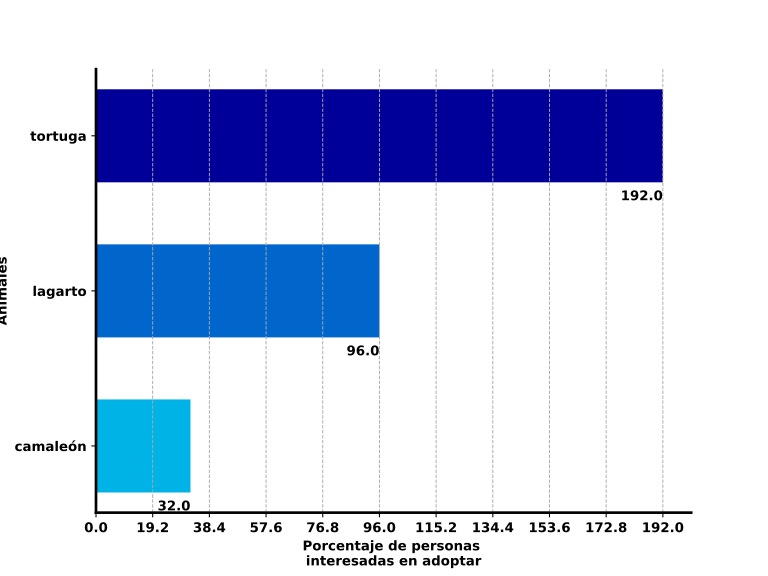 tortuga
192.0
Animales
lagarto
96.0
camaleón
32.0
0.0 19.2 38.4 57.6 76.8 96.0 115.2 134.4 153.6 172.8 192.0
Porcentaje de personas
interesadas en adoptar